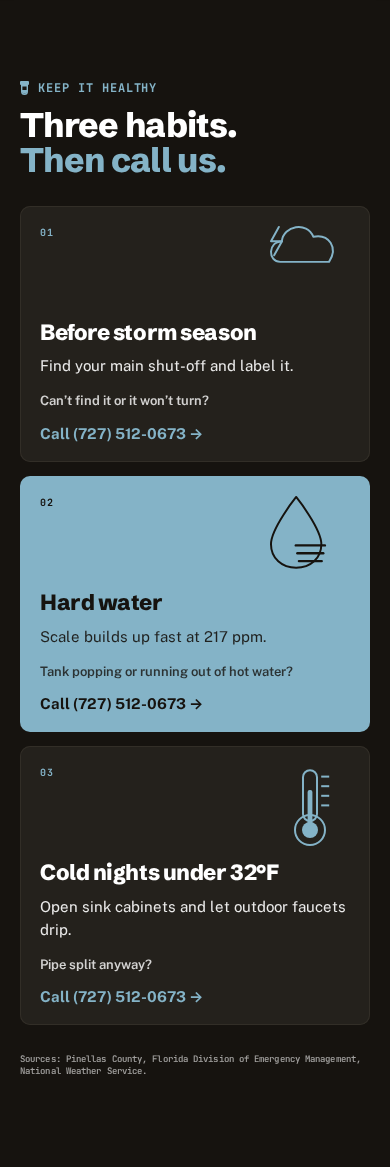 KEEP IT HEALTHY
Three habits.
Then call us.
01
Before storm season
Find your main shut-off and label it.
Can’t find it or it won’t turn?
Call (727) 512-0673 →
02
Hard water
Scale builds up fast at 217 ppm.
Tank popping or running out of hot water?
Call (727) 512-0673 →
03
Cold nights under 32°F
Open sink cabinets and let outdoor faucets
drip.
Pipe split anyway?
Call (727) 512-0673 →
Sources: Pinellas County, Florida Division of Emergency Management,
National Weather Service.